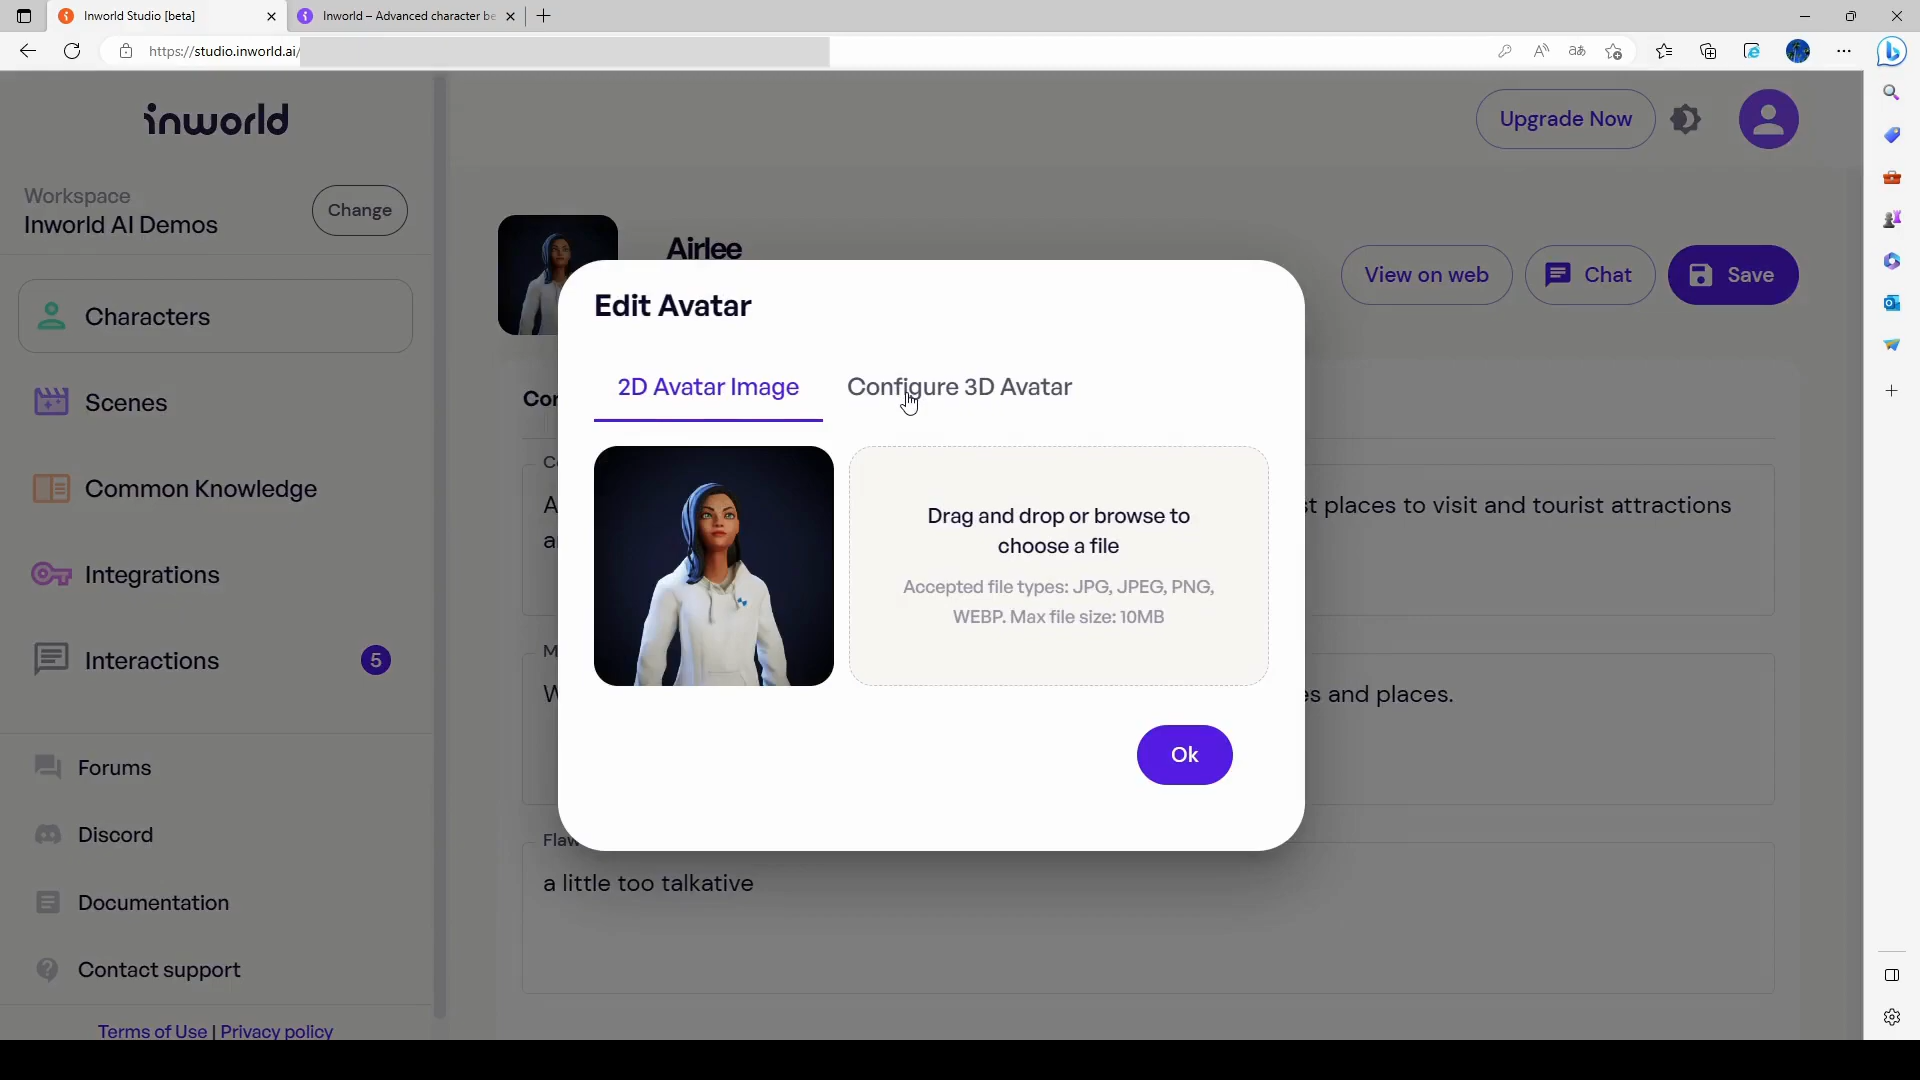 Inworld Studio [beta]
Inworld – Advanced character be
https://studio.inworld.ai/
inworld
Upgrade Now
Workspace
Inworld AI Demos
Change
Airlee
View on web
Chat
Save
Characters
Scenes
Common Knowledge
Integrations
Interactions
5
Forums
Discord
Documentation
Contact support
Terms of Use | Privacy policy
Edit Avatar
2D Avatar Image
Configure 3D Avatar
Drag and drop or browse to
choose a file
Accepted file types: JPG, JPEG, PNG,
WEBP. Max file size: 10MB
Ok
places to visit and tourist attractions
and places.
a little too talkative